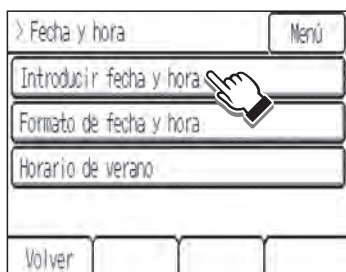 > Fecha y hora
Menú
Introducir fecha y hora
Formato de fecha y hora
Horario de verano
Volver